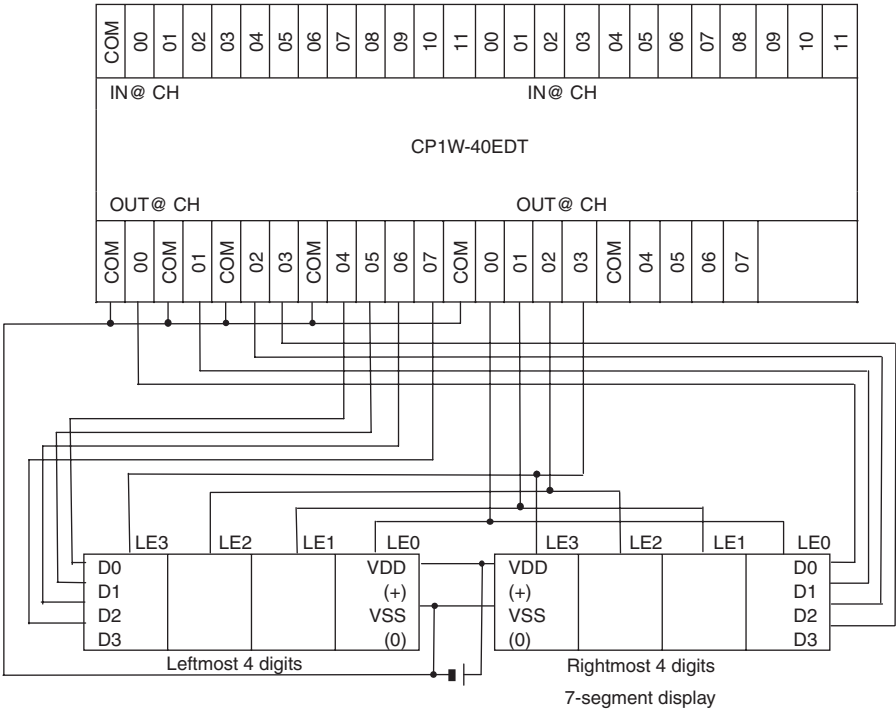 COM 00 01 02 03 04 05 06 07 08 09 10 11 00 01 02 03 04 05 06 07 08 09 10 11
IN@ CH IN@ CH
CP1W-40EDT
OUT@ CH OUT@ CH
COM 00 COM 01 COM 02 03 COM 04 05 06 07 COM 00 01 02 03 COM 04 05 06 07
LE3 LE2 LE1 LE0 LE3 LE2 LE1 LE0
D0 VDD VDD D0
D1 (+) (+) D1
D2 VSS VSS D2
D3 (0) (0) D3
Leftmost 4 digits Rightmost 4 digits
7-segment display